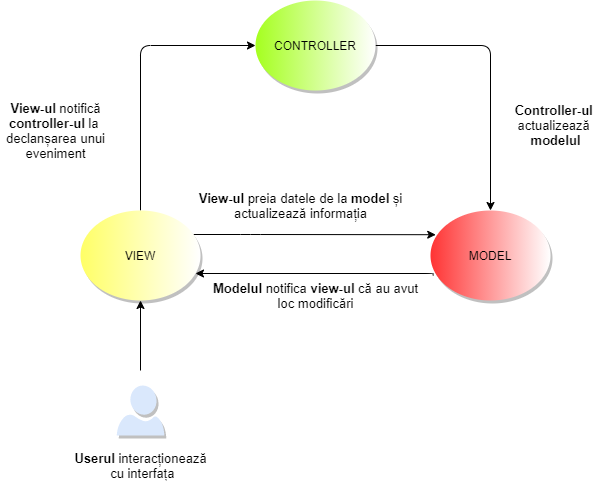 CONTROLLER
View-ul notifică
controller-ul la
declanșarea unui
eveniment
Controller-ul
actualizează
modelul
View-ul preia datele de la model și
actualizează informația
VIEW
MODEL
Modelul notifica view-ul că au avut
loc modificări
Userul interacționează
cu interfața